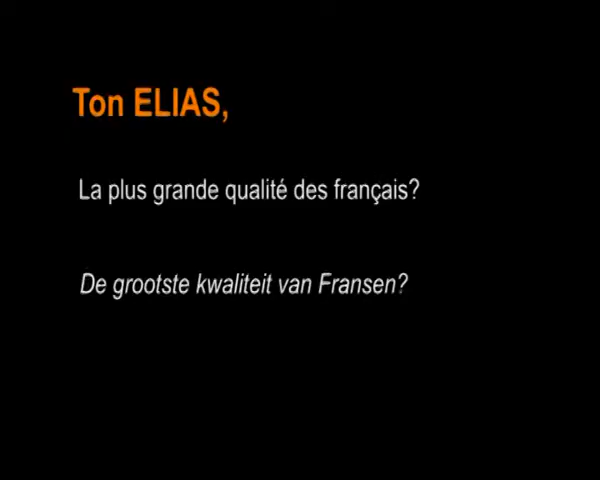 Ton ELIAS,
La plus grande qualité des français?
De grootste kwaliteit van Fransen?